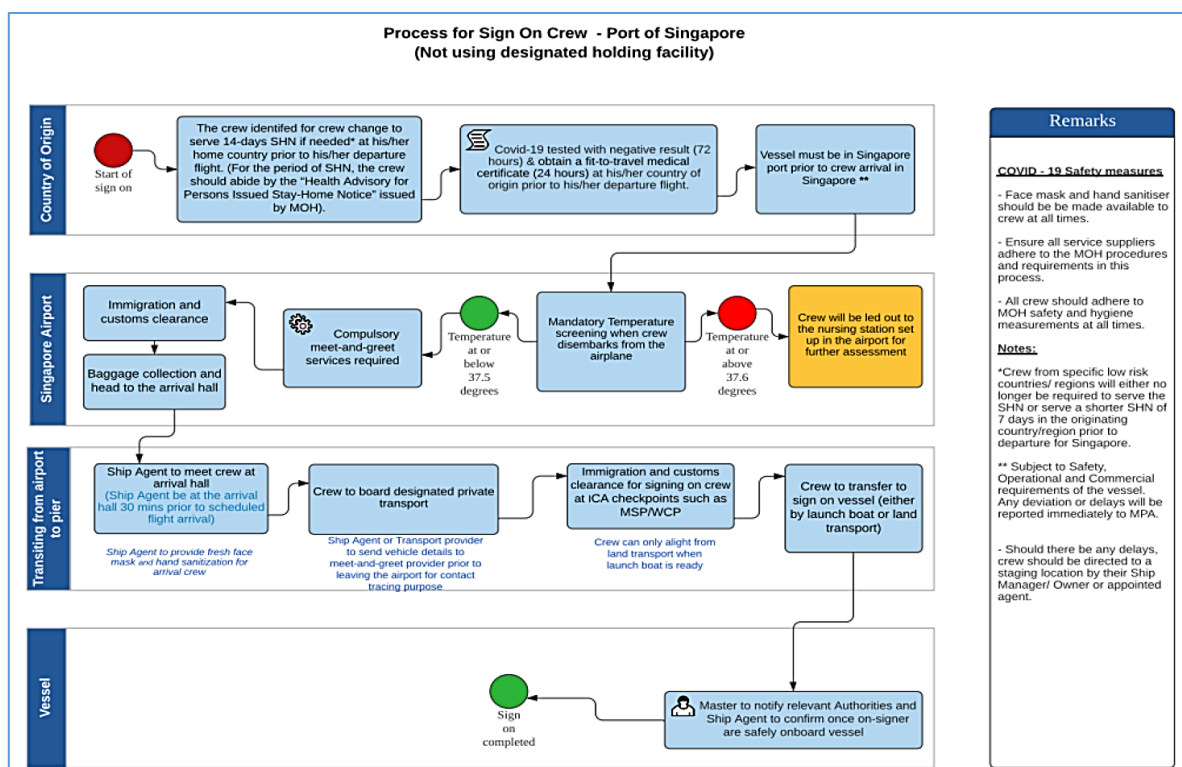 Process for Sign On Crew - Port of Singapore
(Not using designated holding facility)
Country of Origin
Start of
sign on
The crew identifed for crew change to
serve 14-days SHN if needed* at his/her
home country prior to his/her departure
flight. (For the period of SHN, the crew
should abide by the “Health Advisory for
Persons Issued Stay-Home Notice” issued
by MOH).
Covid-19 tested with negative result (72
hours) & obtain a fit-to-travel medical
certificate (24 hours) at his/her country of
origin prior to his/her departure flight.
Vessel must be in Singapore
port prior to crew arrival in
Singapore **
Singapore Airport
Immigration and
customs clearance
Baggage collection and
head to the arrival hall
Compulsory
meet-and-greet
services required
Temperature
at or
below
37.5
degrees
Mandatory Temperature
screening when crew
disembarks from the
airplane
Temperature
at or
above
37.6
degrees
Crew will be led out to
the nursing station set
up in the airport for
further assessment
Transiting from airport
to pier
Ship Agent to meet crew at
arrival hall
(Ship Agent be at the arrival
hall 30 mins prior to scheduled
flight arrival)
Ship Agent to provide fresh face
mask and hand sanitization for
arrival crew
Crew to board designated private
transport
Ship Agent or Transport provider
to send vehicle details to
meet-and-greet provider prior to
leaving the airport for contact
tracing purpose
Immigration and customs
clearance for signing on crew
at ICA checkpoints such as
MSP/WCP
Crew can only alight from
land transport when
launch boat is ready
Crew to transfer to
sign on vessel (either
by launch boat or land
transport)
Vessel
Sign
on
completed
Master to notify relevant Authorities and
Ship Agent to confirm once on-signer
are safely onboard vessel
Remarks
COVID - 19 Safety measures
- Face mask and hand sanitiser
should be be made available to
crew at all times.
- Ensure all service suppliers
adhere to the MOH procedures
and requirements in this
process.
- All crew should adhere to
MOH safety and hygiene
measurements at all times.
Notes:
*Crew from specific low risk
countries/ regions will either no
longer be required to serve the
SHN or serve a shorter SHN of
7 days in the originating
country/region prior to
departure for Singapore.
** Subject to Safety,
Operational and Commercial
requirements of the vessel.
Any deviation or delays will be
reported immediately to MPA.
- Should there be any delays,
crew should be directed to a
staging location by their Ship
Manager/ Owner or appointed
agent.